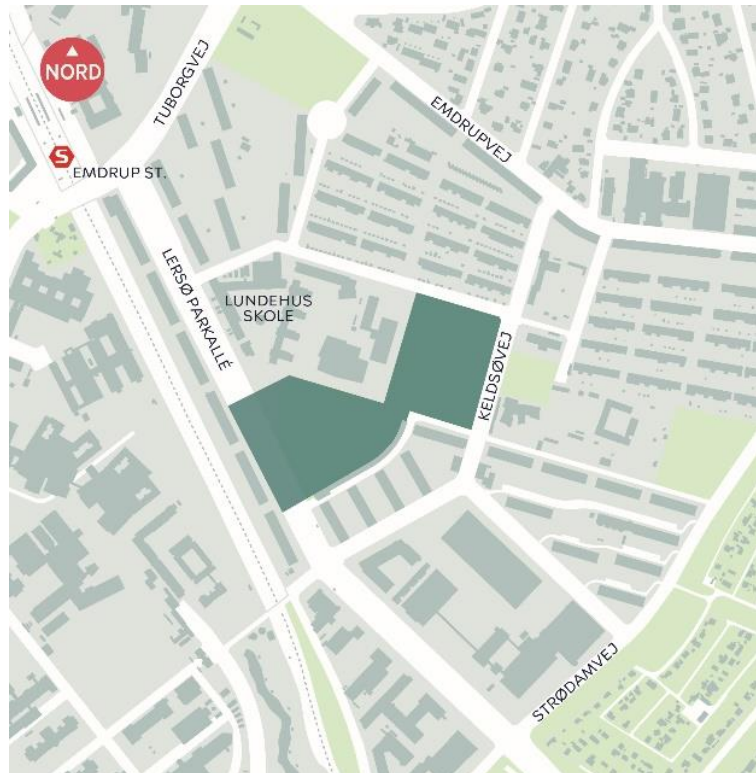 NORD
TUBORGVEJ
EMDRUPVEJ
S
EMDRUP ST.
LERSØ PARKALLÉ
LUNDEHUS
SKOLE
KELDSØVEJ
STRØDAMVEJ